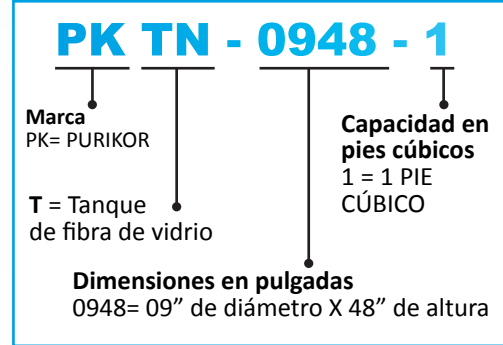 PK TN - 0948 - 1
Marca
PK= PURIKOR
Capacidad en
pies cúbicos
1 = 1 PIE
CÚBICO
T = Tanque
de fibra de vidrio
Dimensiones en pulgadas
0948= 09” de diámetro X 48” de altura